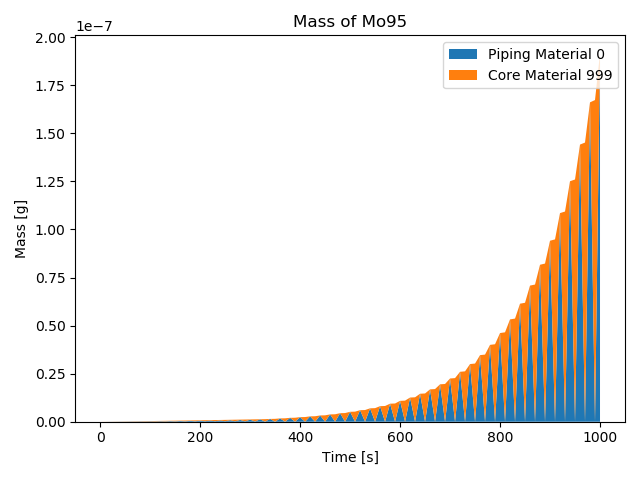 Mass of Mo95
1e−7
Piping Material 0
Core Material 999
Mass [g]
2.00
1.75
1.50
1.25
1.00
0.75
0.50
0.25
0.00
0 200 400 600 800 1000
Time [s]